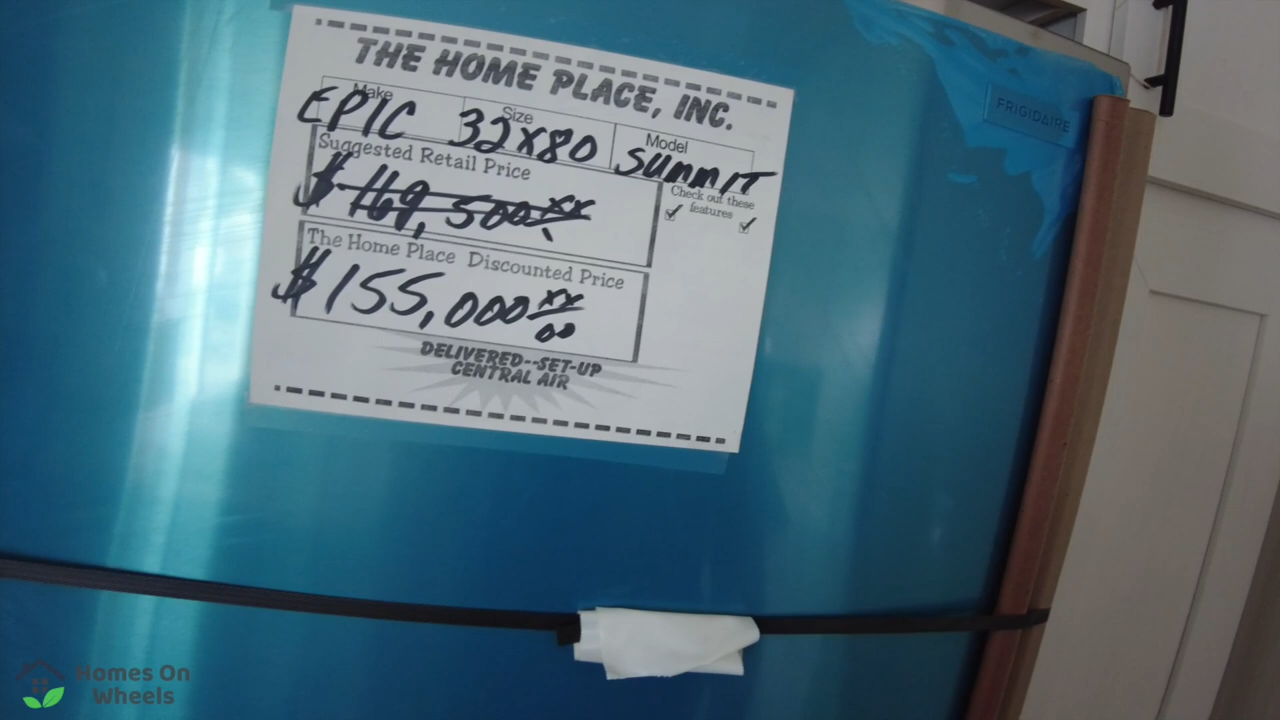 THE HOME PLACE, INC.
Make Size Model
EPIC 32X80 SUMMIT
Suggested Retail Price
$169,500 xx
Check out these
features
The Home Place Discounted Price
$155,000 xx/00
DELIVERED--SET-UP
CENTRAL AIR
FRIGIDAIRE
Homes On
Wheels